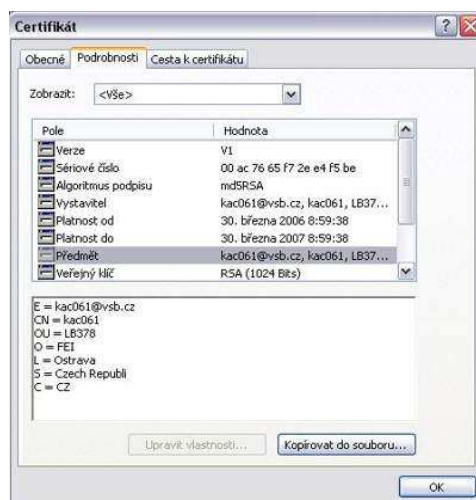 Certifikát
Obecné Podrobnosti Cesta k certifikátu
Zobrazit: <Vše>
Pole Hodnota
Verze V1
Sériové číslo 00 ac 76 65 f7 2e e4 f5 be
Algoritmus podpisu md5RSA
Vystavitel kac061@vsb.cz, kac061, LB37...
Platnost od 30. března 2006 8:59:38
Platnost do 30. března 2007 8:59:38
Předmět kac061@vsb.cz, kac061, LB37...
Veřejný klíč RSA (1024 Bits)
E = kac061@vsb.cz
CN = kac061
OU = LB378
O = FEI
L = Ostrava
S = Czech Republi
C = CZ
Upravit vlastnosti... Kopírovat do souboru...
OK